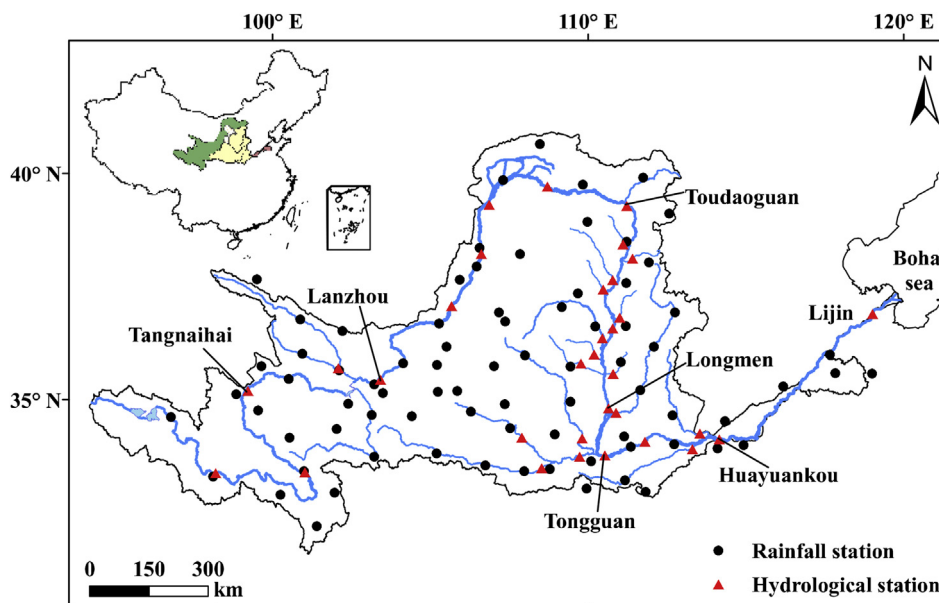 100° E
110° E
120° E
N
40° N
Toudaoguan
Bohai
sea
Lanzhou
Lijin
Tangnaihai
Longmen
35° N
Huayuankou
Tongguan
Rainfall station
0 150 300
km
Hydrological station